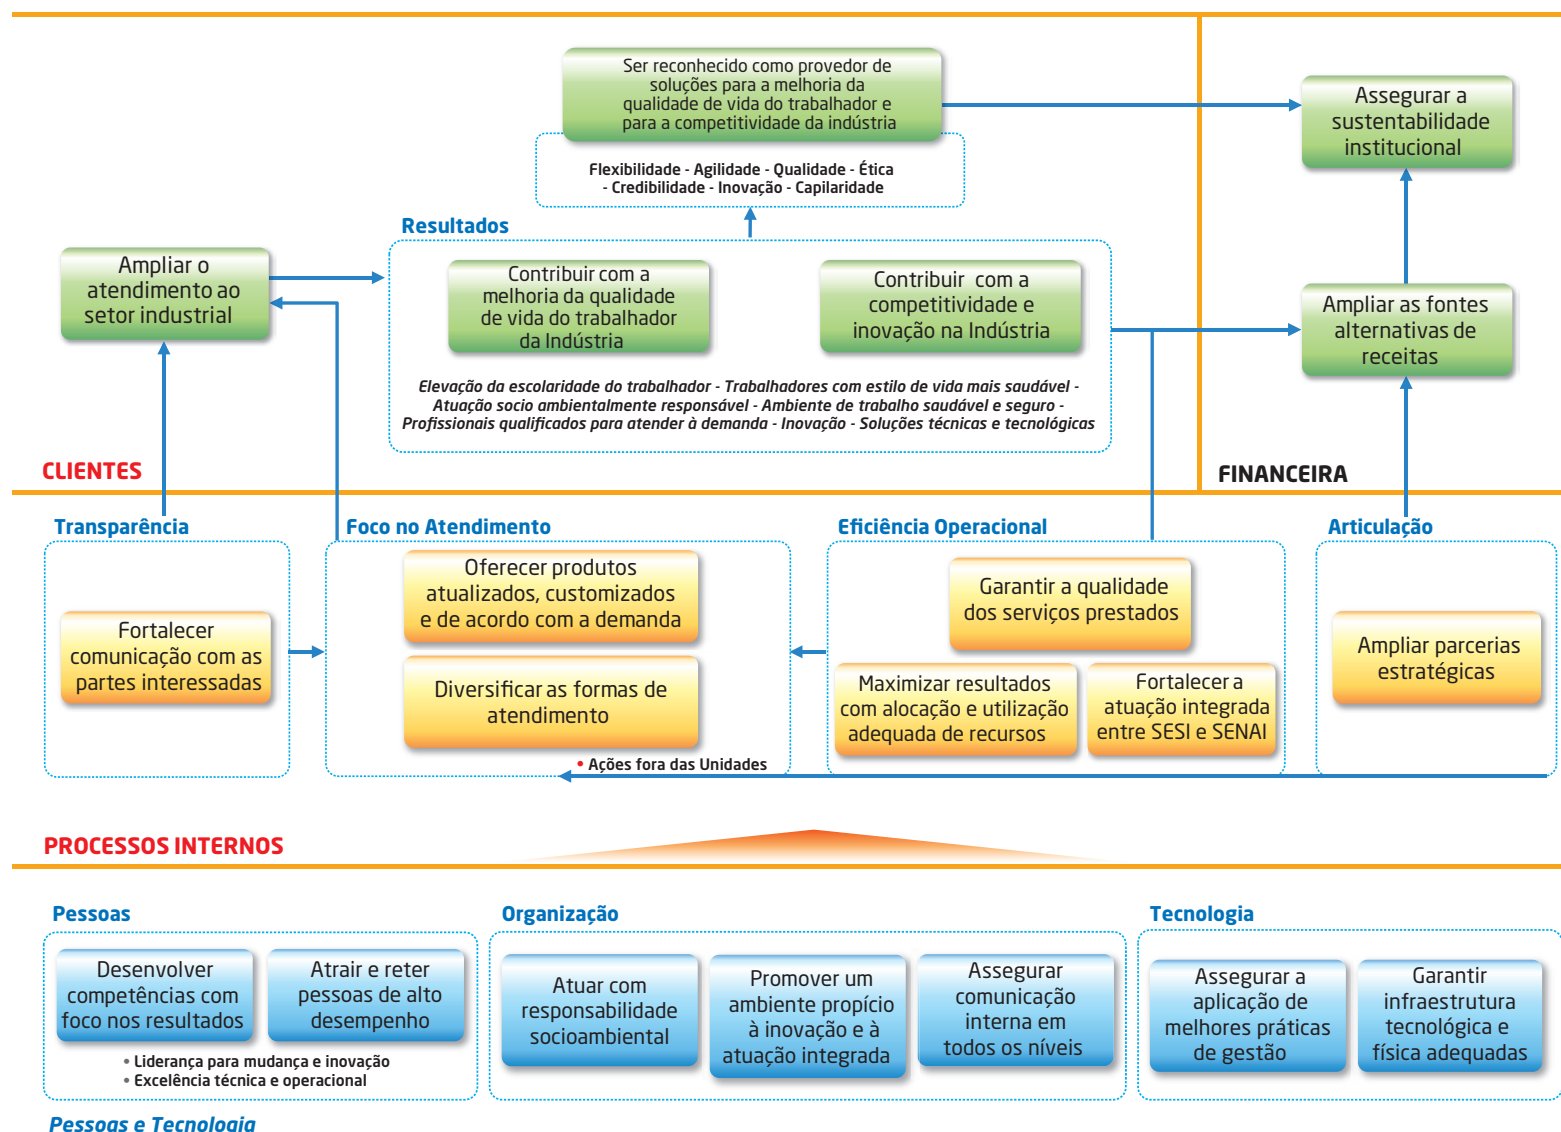 Ser reconhecido como provedor de
soluções para a melhoria da
qualidade de vida do trabalhador e
para a competitividade da indústria
Flexibilidade - Agilidade - Qualidade - Ética
- Credibilidade - Inovação - Capilaridade
Assegurar a
sustentabilidade
institucional
Resultados
Ampliar o
atendimento ao
setor industrial
Contribuir com a
melhoria da qualidade
de vida do trabalhador
da Indústria
Contribuir com a
competitividade e
inovação na Indústria
Ampliar as fontes
alternativas de
receitas
Elevação da escolaridade do trabalhador - Trabalhadores com estilo de vida mais saudável -
Atuação socio ambientalmente responsável - Ambiente de trabalho saudável e seguro -
Profissionais qualificados para atender à demanda - Inovação - Soluções técnicas e tecnológicas
CLIENTES
FINANCEIRA
Transparência
Fortalecer
comunicação com as
partes interessadas
Foco no Atendimento
Oferecer produtos
atualizados, customizados
e de acordo com a demanda
Diversificar as formas de
atendimento
• Ações fora das Unidades
Eficiência Operacional
Garantir a qualidade
dos serviços prestados
Maximizar resultados
com alocação e utilização
adequada de recursos
Fortalecer a
atuação integrada
entre SESI e SENAI
Articulação
Ampliar parcerias
estratégicas
PROCESSOS INTERNOS
Pessoas
Desenvolver
competências com
foco nos resultados
Atrair e reter
pessoas de alto
desempenho
• Liderança para mudança e inovação
• Excelência técnica e operacional
Organização
Atuar com
responsabilidade
socioambiental
Promover um
ambiente propício
à inovação e à
atuação integrada
Assegurar
comunicação
interna em
todos os níveis
Tecnologia
Assegurar a
aplicação de
melhores práticas
de gestão
Garantir
infraestrutura
tecnológica e
física adequadas
Pessoas e Tecnologia